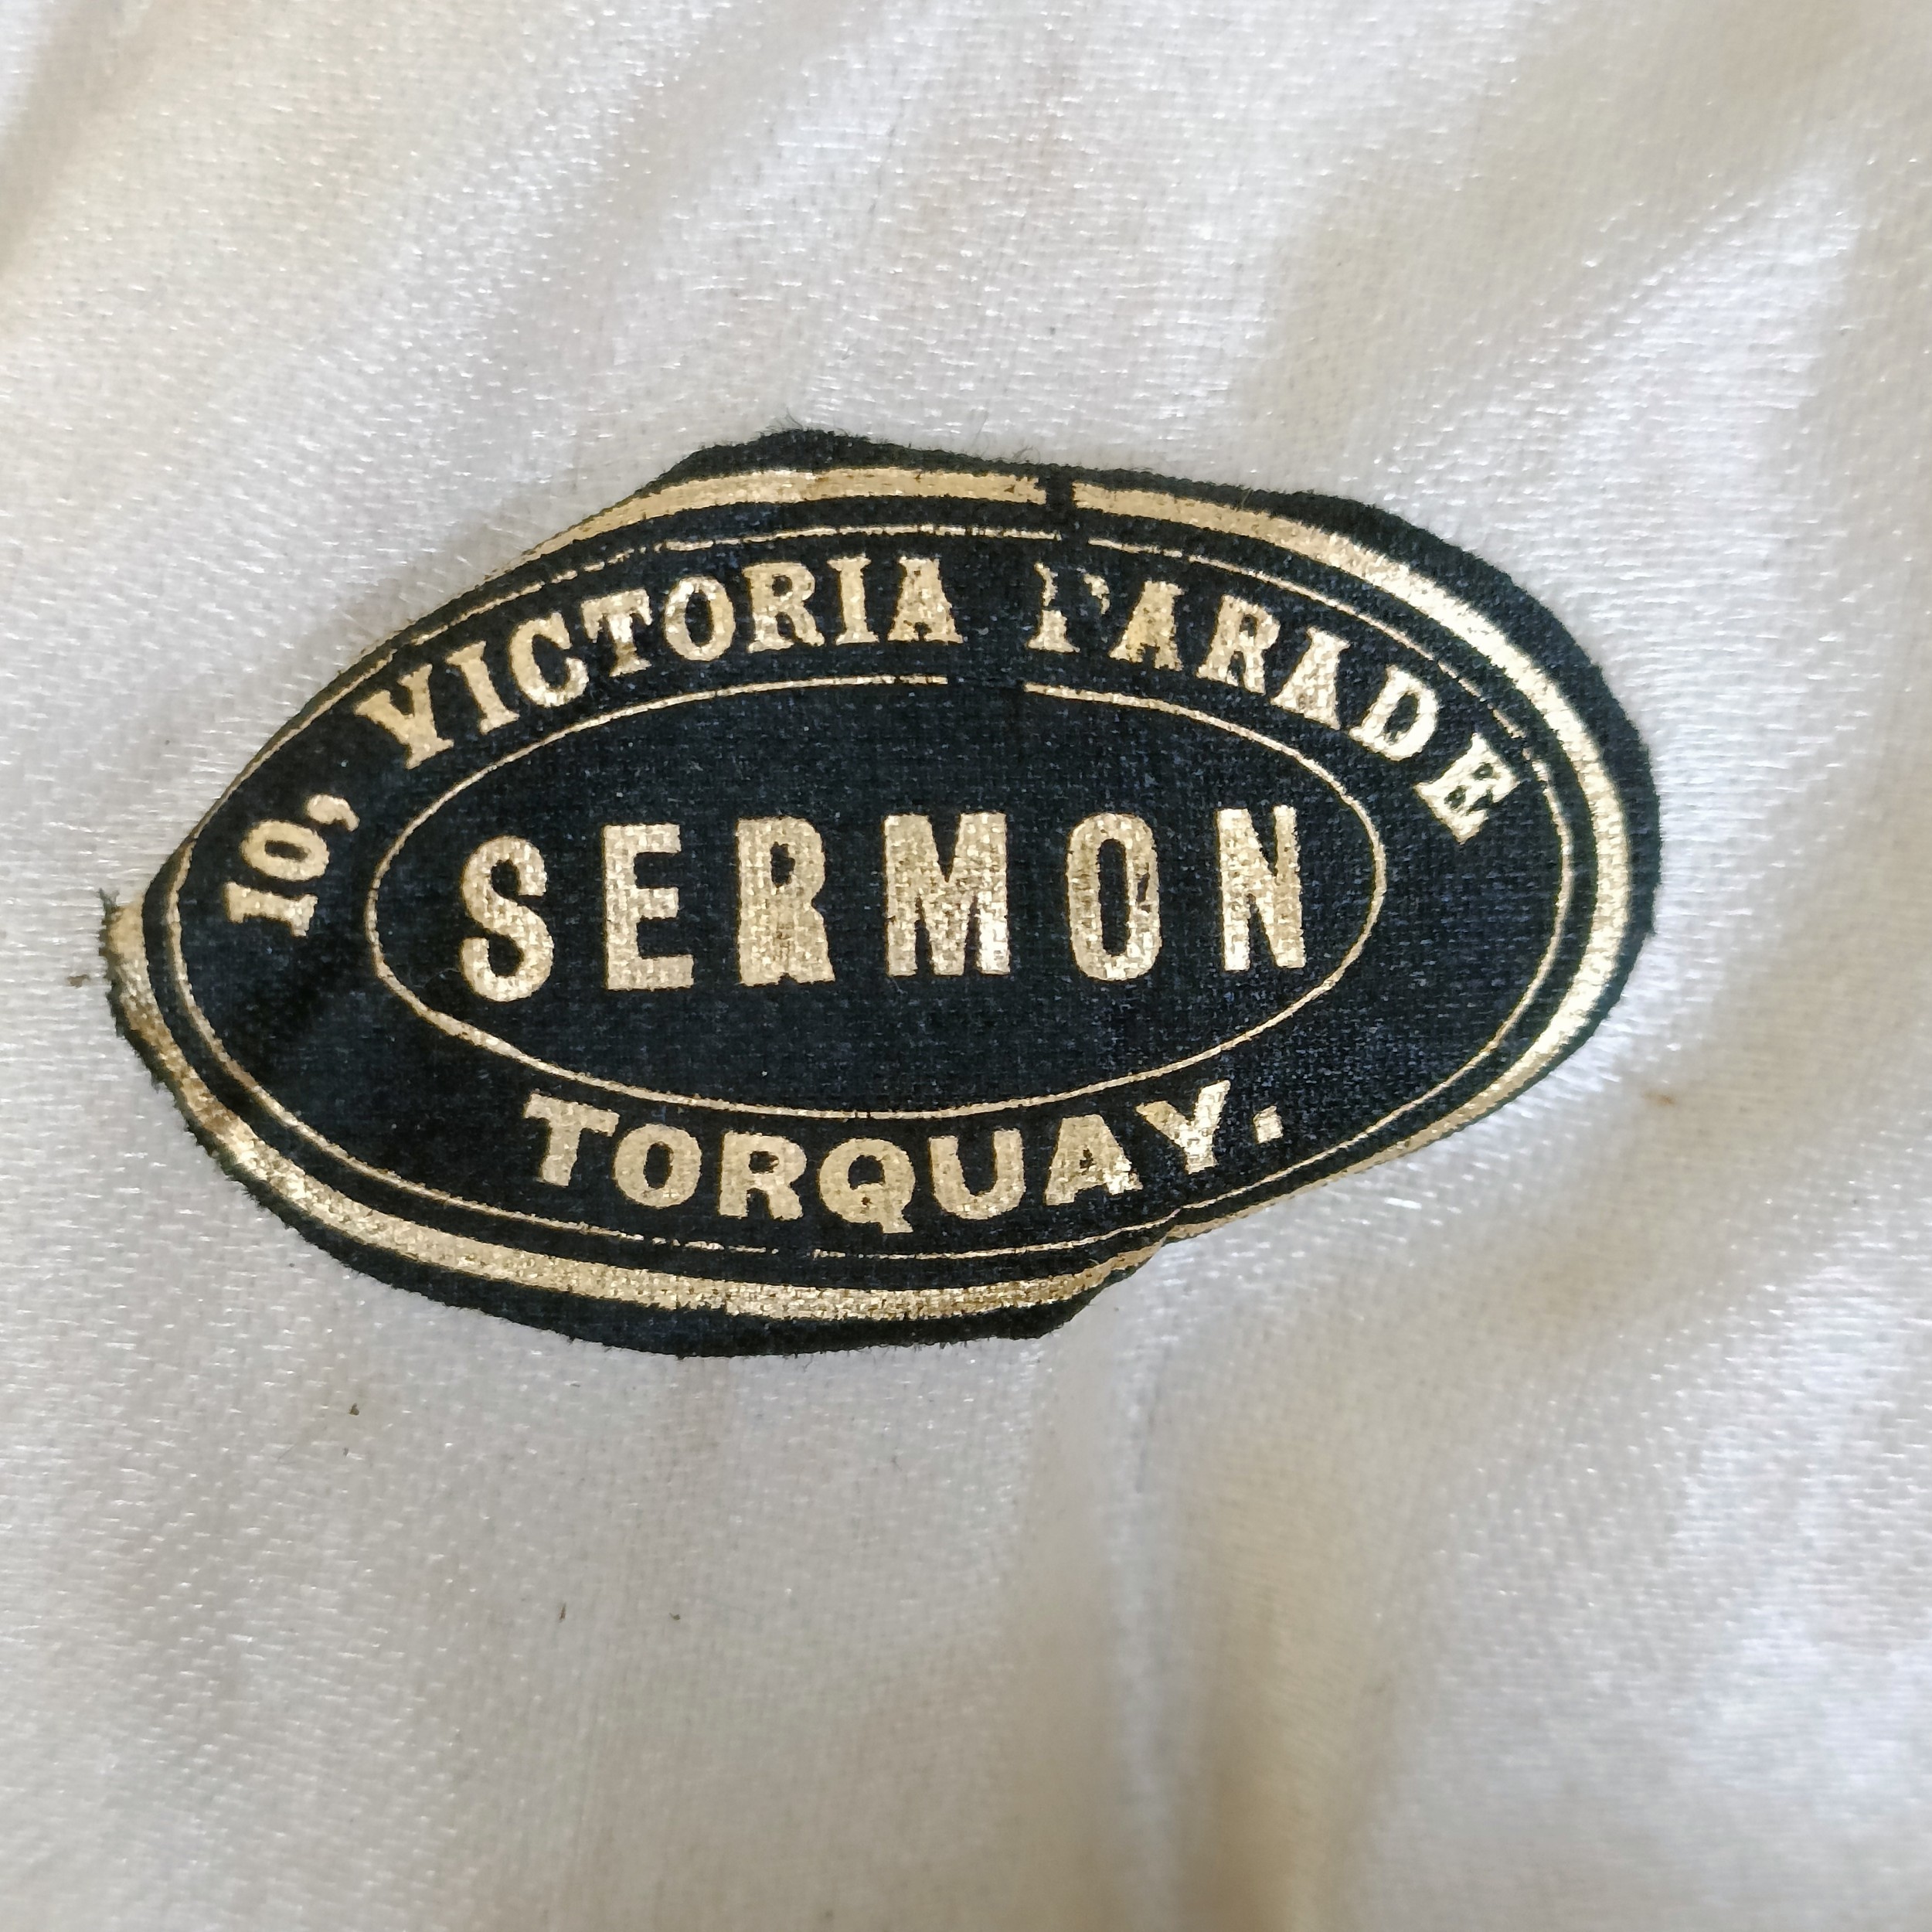 10, VICTORIA PARADE
SERMON
TORQUAY.